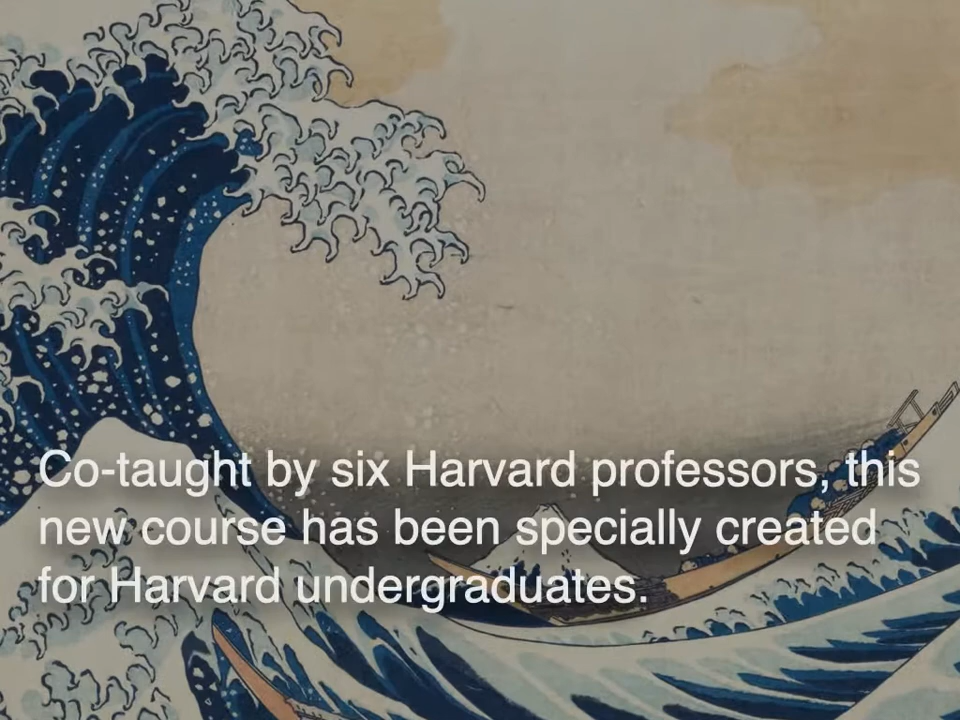 Co-taught by six Harvard professors, this
new course has been specially created
for Harvard undergraduates.